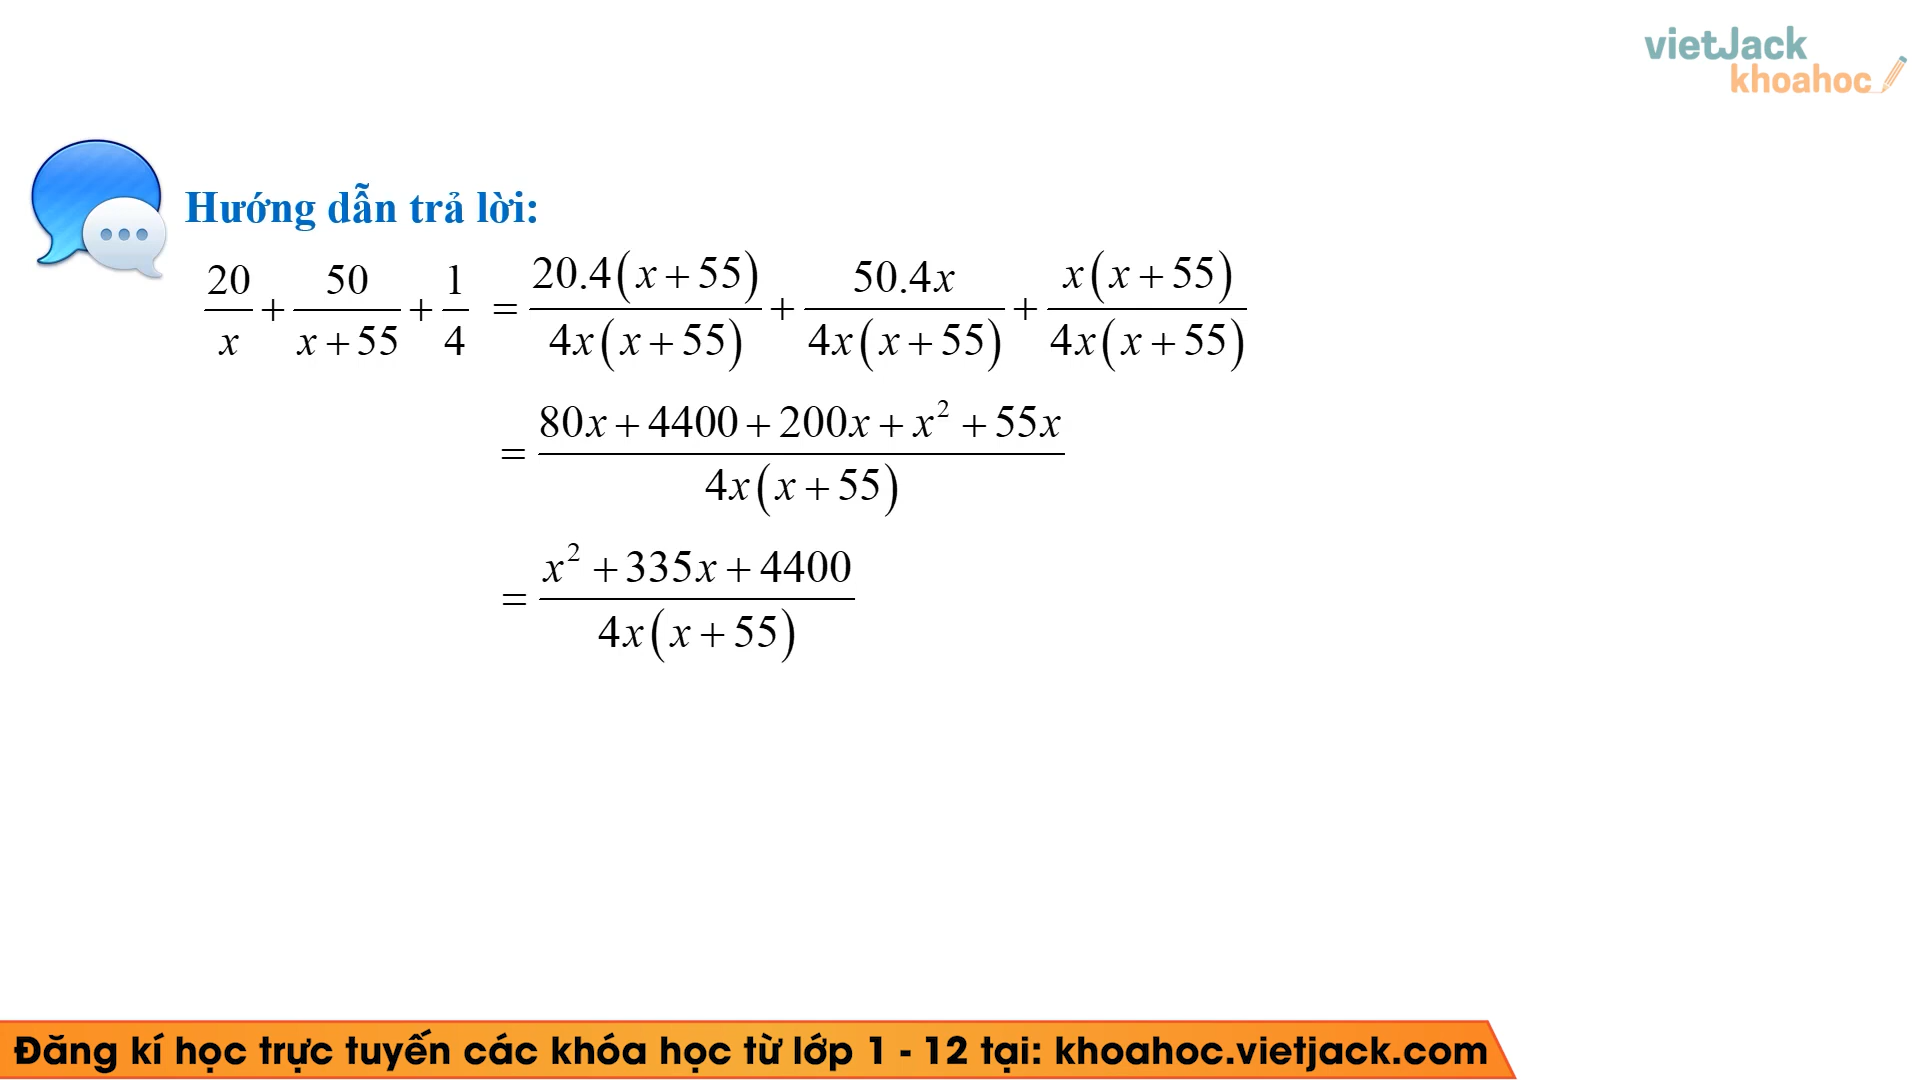 vietJack
khoahoc
Hướng dẫn trả lời:
20/x + 50/(x+55) + 1/4 = 20.4(x+55)/4x(x+55) + 50.4x/4x(x+55) + x(x+55)/4x(x+55)
= (80x+4400+200x+x²+55x)/4x(x+55)
= (x²+335x+4400)/4x(x+55)
Đăng kí học trực tuyến các khóa học từ lớp 1 - 12 tại: khoahoc.vietjack.com